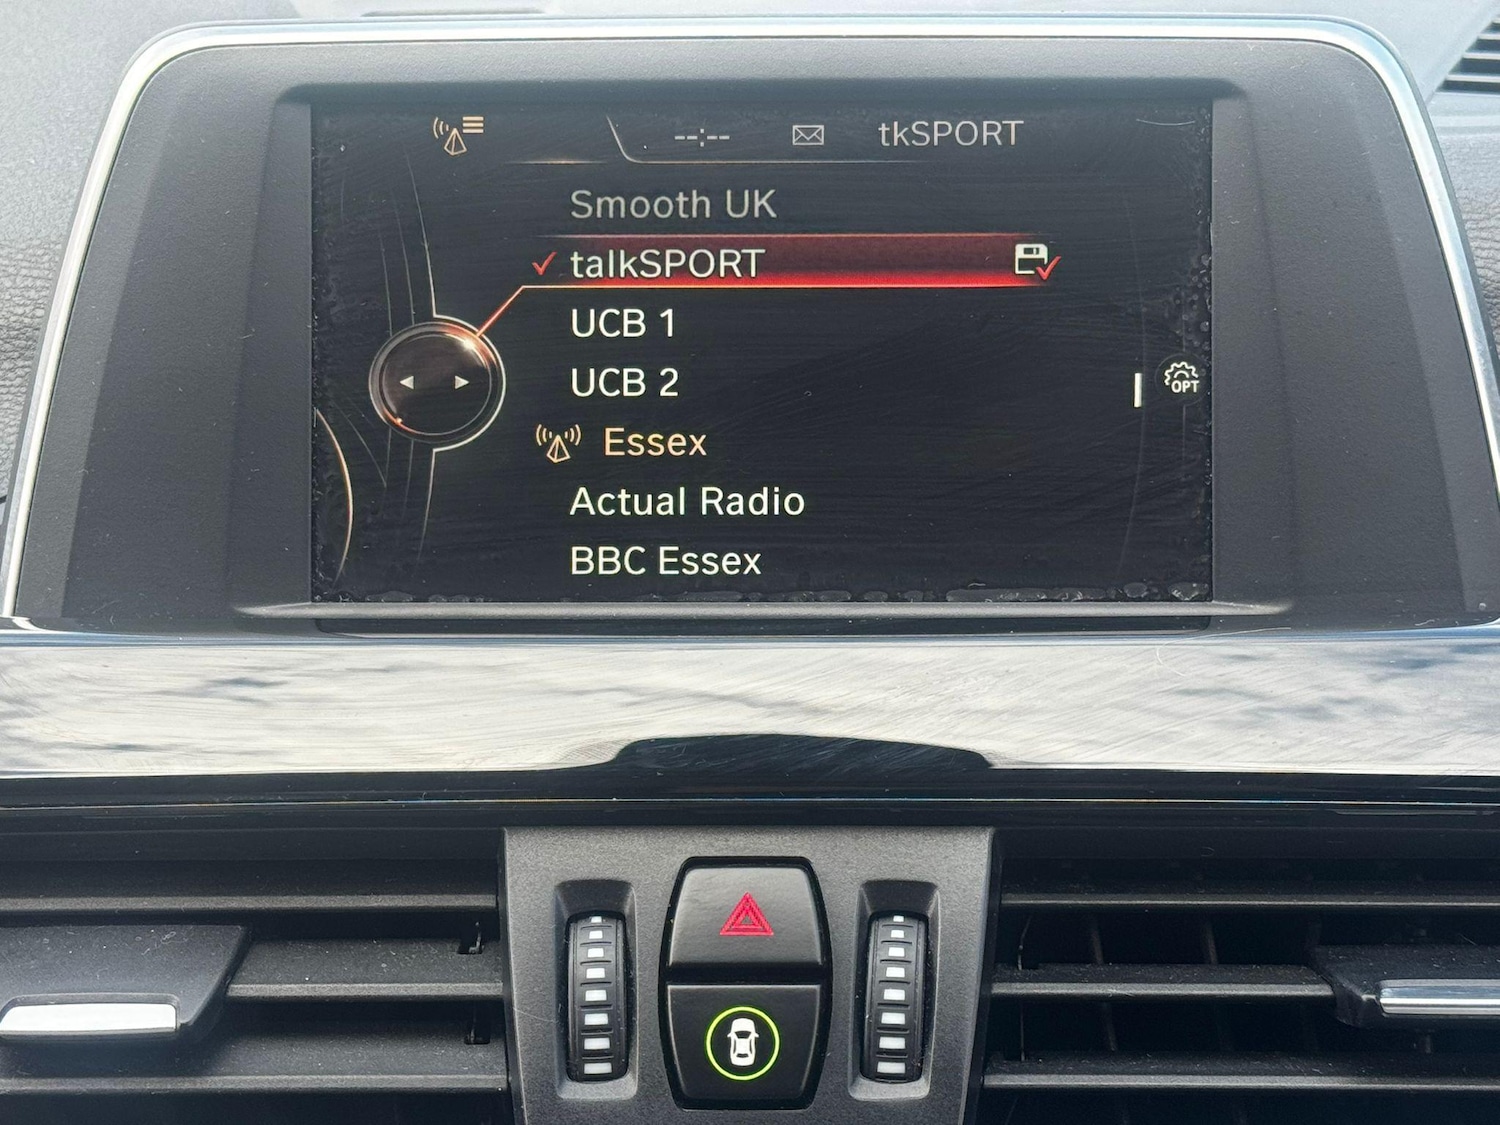 --:-- tkSPORT
Smooth UK
talkSPORT
UCB 1
UCB 2
OPT
Essex
Actual Radio
BBC Essex